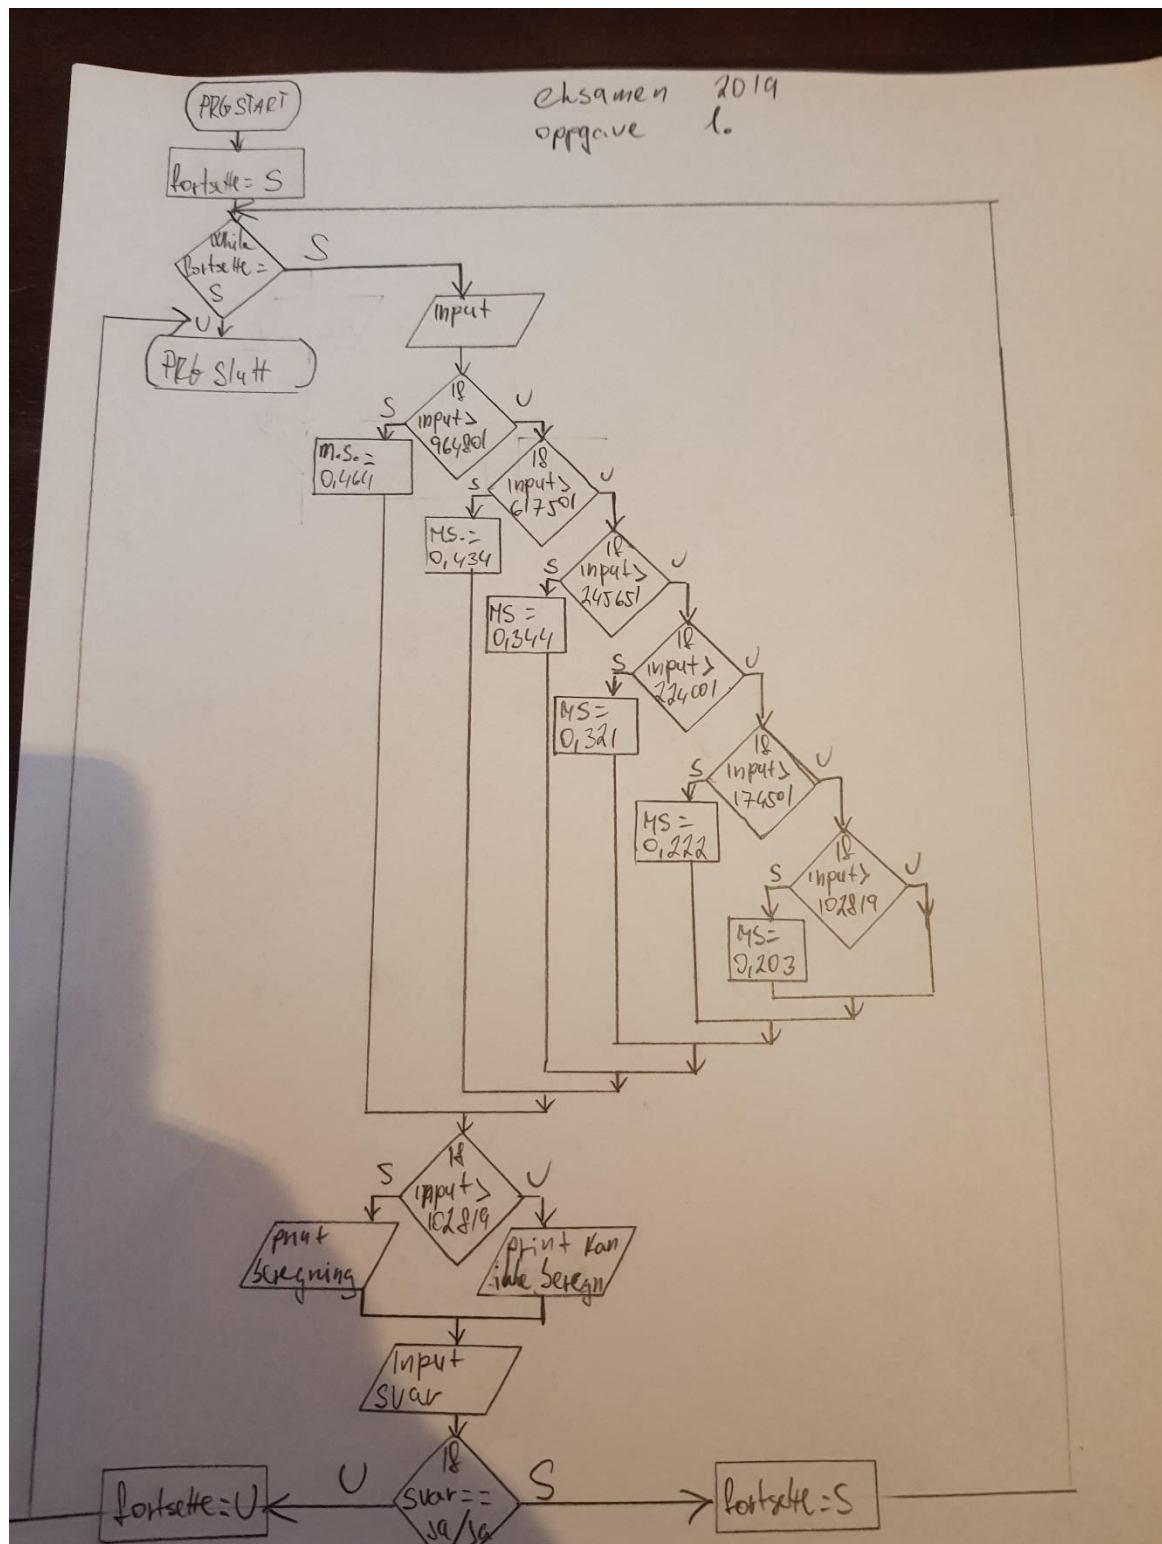 eksamen 2019
oppgave 1.
PRG START
fortsette = S
while
fortsette =
S
S
U
PRG Slutt
Input
If
input >
964801
S
U
M.S. =
0,464
If
input >
617501
S
U
MS. =
0,434
If
input >
245651
S
U
MS =
0,344
If
input >
224001
S
U
MS =
0,321
If
input >
174501
S
U
MS =
0,222
If
input >
102819
S
U
MS =
0,203
If
input >
102819
S
U
print
beregning
print kan
ikke beregn
Input
svar
If
svar ==
Ja/ja
U
S
fortsette = U
fortsette = S